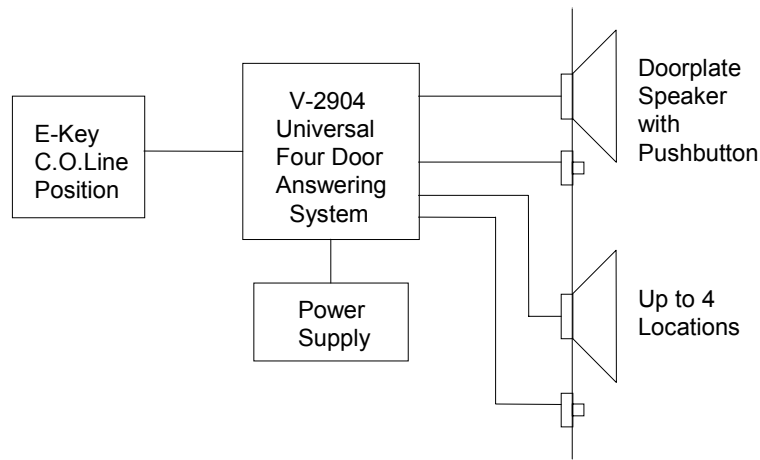 E-Key
C.O.Line
Position
V-2904
Universal
Four Door
Answering
System
Power
Supply
Doorplate
Speaker
with
Pushbutton
Up to 4
Locations